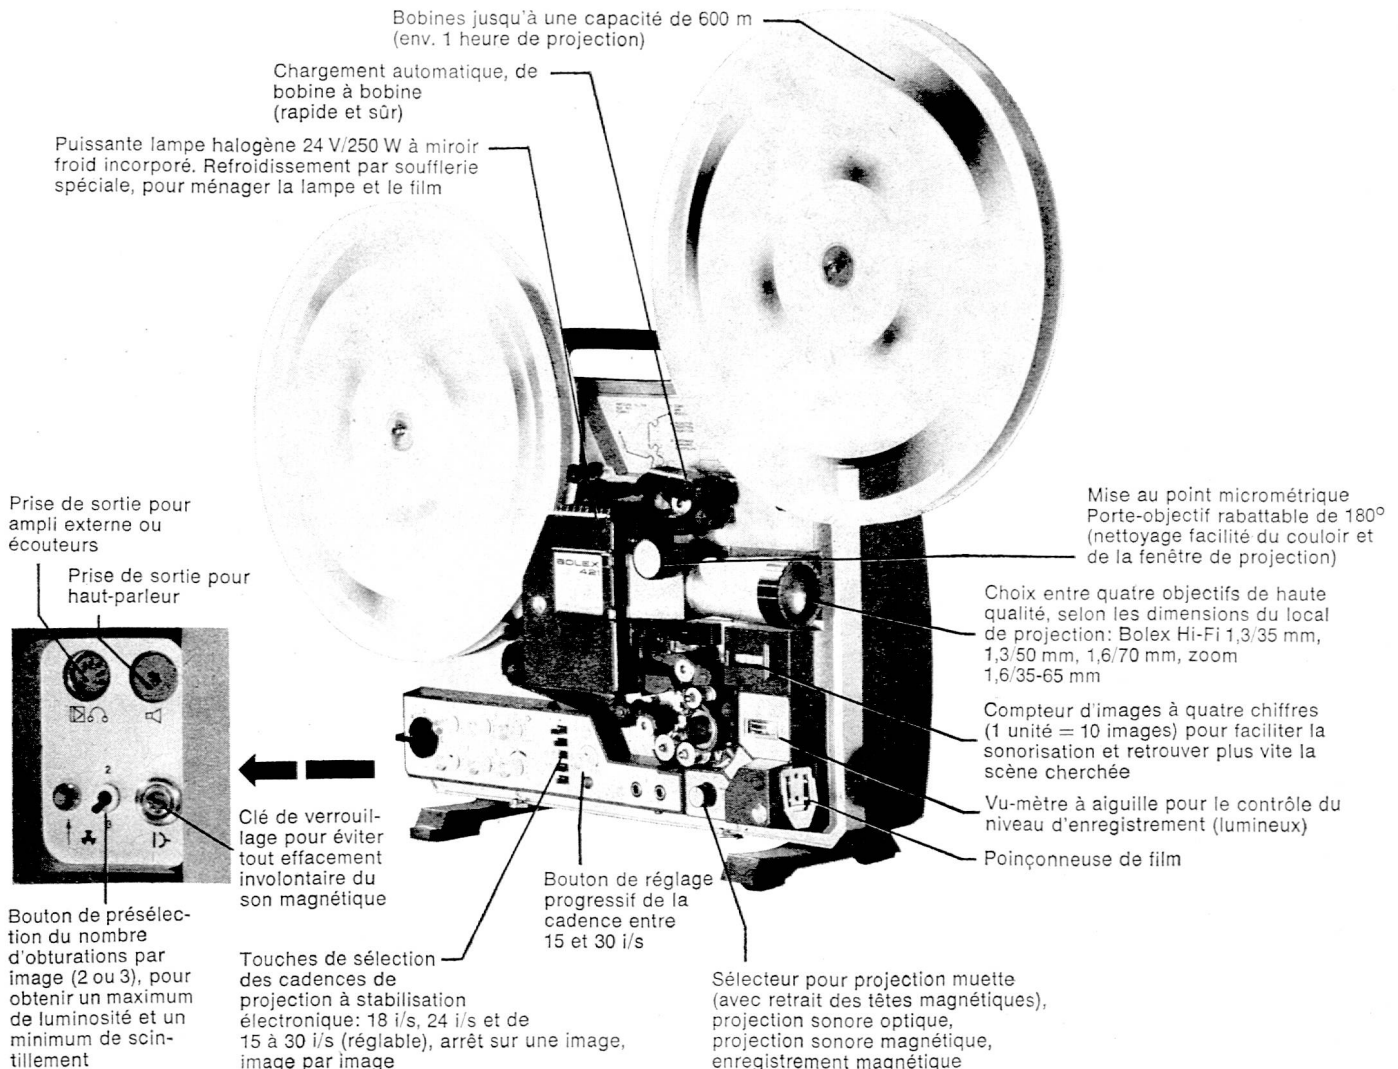 Bobines jusqu'à une capacité de 600 m
(env. 1 heure de projection)
Chargement automatique, de
bobine à bobine
(rapide et sûr)
Puissante lampe halogène 24 V/250 W à miroir
froid incorporé. Refroidissement par soufflerie
spéciale, pour ménager la lampe et le film
Prise de sortie pour
ampli externe ou
écouteurs
Prise de sortie pour
haut-parleur
BOLEX
421
Mise au point micrométrique
Porte-objectif rabattable de 180°
(nettoyage facilité du couloir et
de la fenêtre de projection)
Choix entre quatre objectifs de haute
qualité, selon les dimensions du local
de projection: Bolex Hi-Fi 1,3/35 mm,
1,3/50 mm, 1,6/70 mm, zoom
1,6/35-65 mm
Compteur d'images à quatre chiffres
(1 unité = 10 images) pour faciliter la
sonorisation et retrouver plus vite la
scène cherchée
Vu-mètre à aiguille pour le contrôle du
niveau d'enregistrement (lumineux)
Poinçonneuse de film
2
3
Clé de verrouil-
lage pour éviter
tout effacement
involontaire du
son magnétique
Bouton de présélec-
tion du nombre
d'obturations par
image (2 ou 3), pour
obtenir un maximum
de luminosité et un
minimum de scin-
tillement
Touches de sélection
des cadences de
projection à stabilisation
électronique: 18 i/s, 24 i/s et de
15 à 30 i/s (réglable), arrêt sur une image,
image par image
Bouton de réglage
progressif de la
cadence entre
15 et 30 i/s
Sélecteur pour projection muette
(avec retrait des têtes magnétiques),
projection sonore optique,
projection sonore magnétique,
enregistrement magnétique